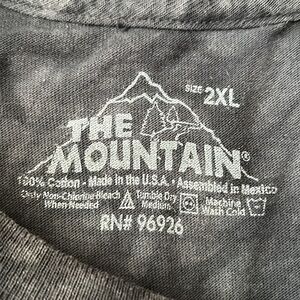 SIZE 2XL
THE
MOUNTAIN®
100% Cotton • Made in the U.S.A. • Assembled in Mexico
Only Non-Chlorine Bleach
When Needed
Tumble Dry
Medium
Machine
Wash Cold
RN# 96926